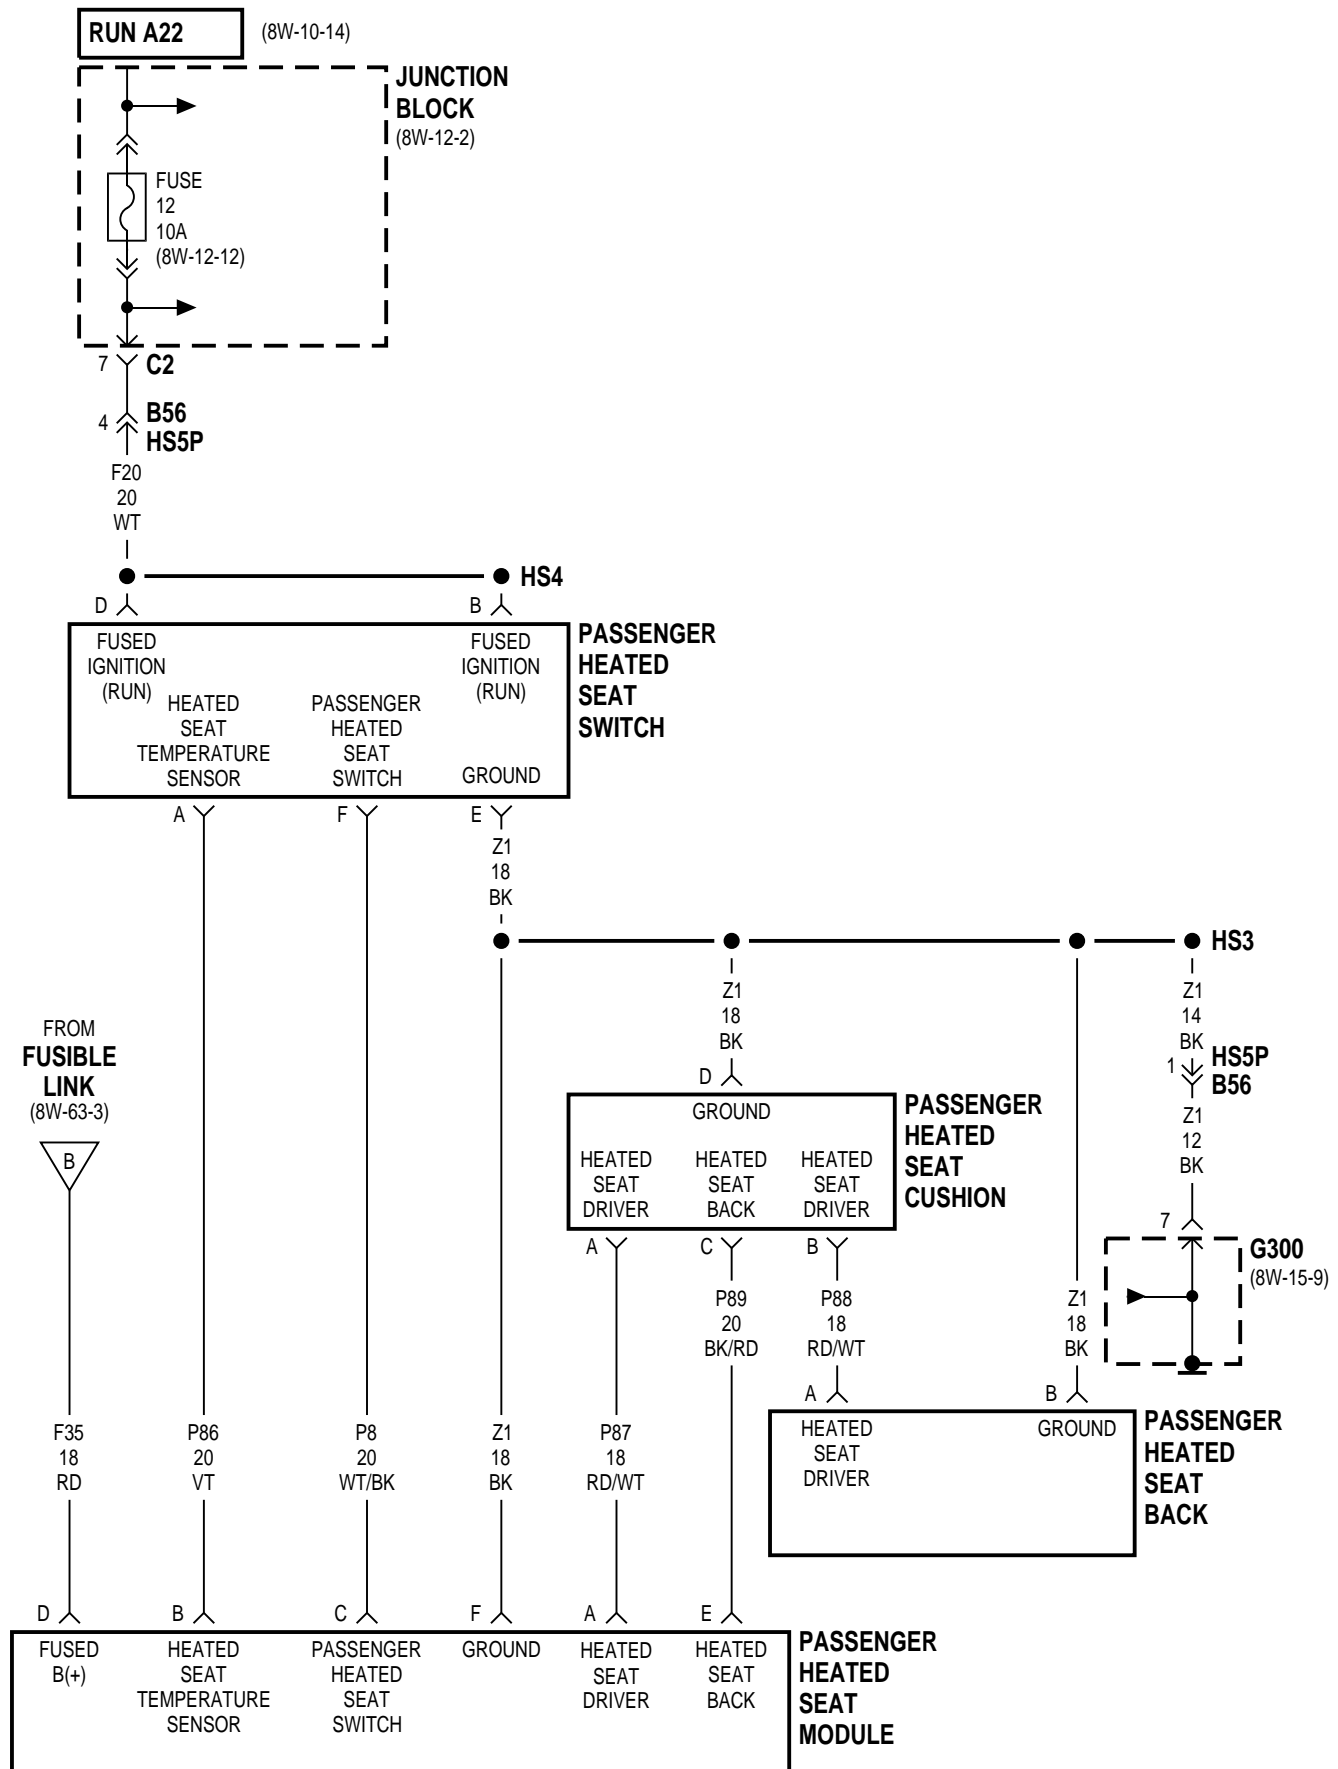 RUN A22 (8W-10-14)
JUNCTION
BLOCK
(8W-12-2)
FUSE
12
10A
(8W-12-12)
7 C2
4 B56
HS5P
F20
20
WT
HS4
D B
FUSED
IGNITION
(RUN)
FUSED
IGNITION
(RUN)
HEATED
SEAT
TEMPERATURE
SENSOR
PASSENGER
HEATED
SEAT
SWITCH
GROUND
PASSENGER
HEATED
SEAT
SWITCH
A F E
Z1
18
BK
HS3
Z1
18
BK
Z1
14
BK
1 HS5P
B56
Z1
12
BK
7
G300
(8W-15-9)
FROM
FUSIBLE
LINK
(8W-63-3)
B
D
GROUND
HEATED
SEAT
DRIVER
HEATED
SEAT
BACK
HEATED
SEAT
DRIVER
PASSENGER
HEATED
SEAT
CUSHION
A C B
P89
20
BK/RD
P88
18
RD/WT
Z1
18
BK
A B
HEATED
SEAT
DRIVER
GROUND
PASSENGER
HEATED
SEAT
BACK
F35
18
RD
P86
20
VT
P8
20
WT/BK
Z1
18
BK
P87
18
RD/WT
D B C F A E
FUSED
B(+)
HEATED
SEAT
TEMPERATURE
SENSOR
PASSENGER
HEATED
SEAT
SWITCH
GROUND
HEATED
SEAT
DRIVER
HEATED
SEAT
BACK
PASSENGER
HEATED
SEAT
MODULE